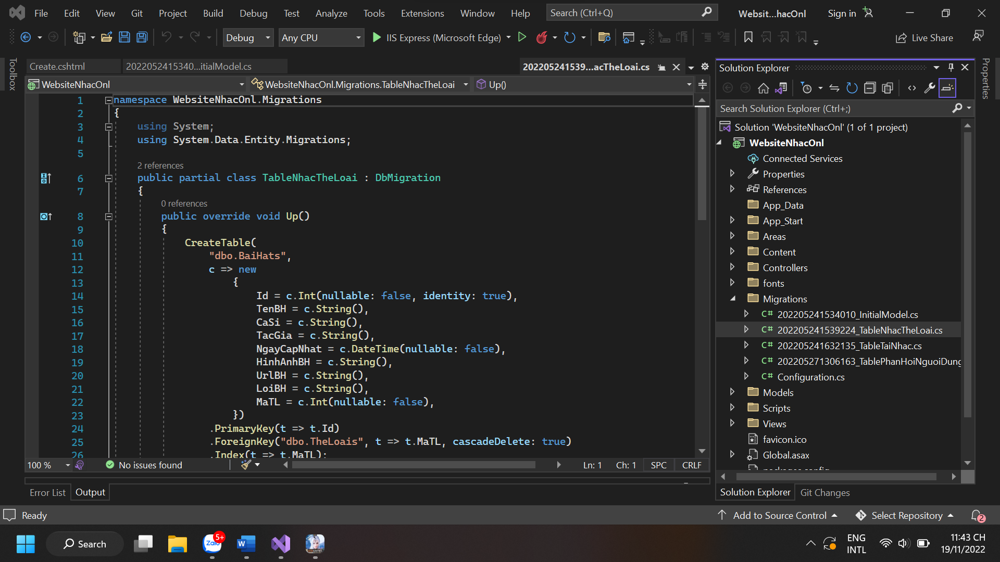 File Edit View Git Project Build Debug Test Analyze Tools Extensions Window Help Search (Ctrl+Q) Websit...hacOnl Sign in
Debug Any CPU IIS Express (Microsoft Edge) Live Share
Toolbox
Create.cshtml 2022052415340...itialModel.cs 202205241539...acTheLoai.cs
WebsiteNhacOnl WebsiteNhacOnl.Migrations.TableNhacTheLoai Up()
1 namespace WebsiteNhacOnl.Migrations
2 {
3 using System;
4 using System.Data.Entity.Migrations;
5
2 references
6 public partial class TableNhacTheLoai : DbMigration
7 {
0 references
8 public override void Up()
9 {
10 CreateTable(
11 "dbo.BaiHats",
12 c => new
13 {
14 Id = c.Int(nullable: false, identity: true),
15 TenBH = c.String(),
16 CaSi = c.String(),
17 TacGia = c.String(),
18 NgayCapNhat = c.DateTime(nullable: false),
19 HinhAnhBH = c.String(),
20 UrlBH = c.String(),
21 LoiBH = c.String(),
22 MaTL = c.Int(nullable: false),
23 })
24 .PrimaryKey(t => t.Id)
25 .ForeignKey("dbo.TheLoais", t => t.MaTL, cascadeDelete: true)
26 .Index(t => t.MaTL);
100 % No issues found Ln: 1 Ch: 1 SPC CRLF
Error List Output
Solution Explorer
Search Solution Explorer (Ctrl+;)
Solution 'WebsiteNhacOnl' (1 of 1 project)
WebsiteNhacOnl
Connected Services
Properties
References
App_Data
App_Start
Areas
Content
Controllers
fonts
Migrations
C# 202205241534010_InitialModel.cs
C# 202205241539224_TableNhacTheLoai.cs
C# 202205241632135_TableTaiNhac.cs
C# 202205271306163_TablePhanHoiNguoiDung
C# Configuration.cs
Models
Scripts
Views
favicon.ico
Global.asax
packages.config
Solution Explorer Git Changes
Properties
Ready Add to Source Control Select Repository 2
Search Zalo 5+ W ENG INTL 11:43 CH 19/11/2022